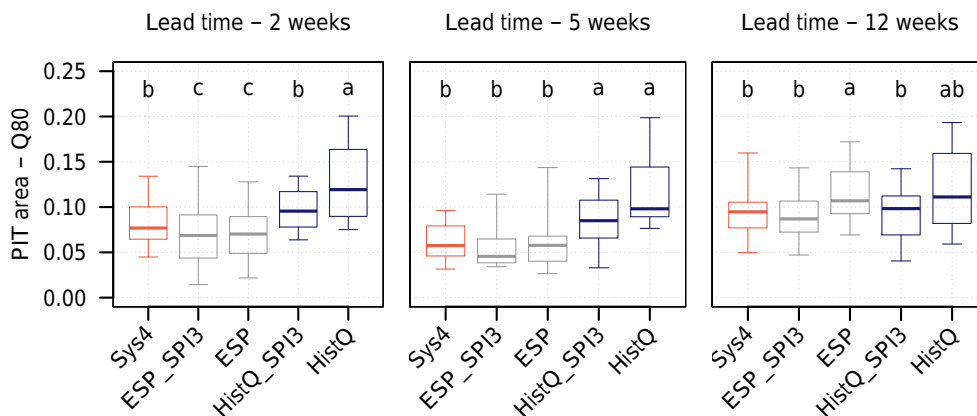 Lead time – 2 weeks
Lead time – 5 weeks
Lead time – 12 weeks
PIT area – Q80
0.25
0.20
0.15
0.10
0.05
0.00
b c c b a
b b b a a
b b a b ab
Sys4 ESP_SPI3 ESP HistQ_SPI3 HistQ
Sys4 ESP_SPI3 ESP HistQ_SPI3 HistQ
Sys4 ESP_SPI3 ESP HistQ_SPI3 HistQ